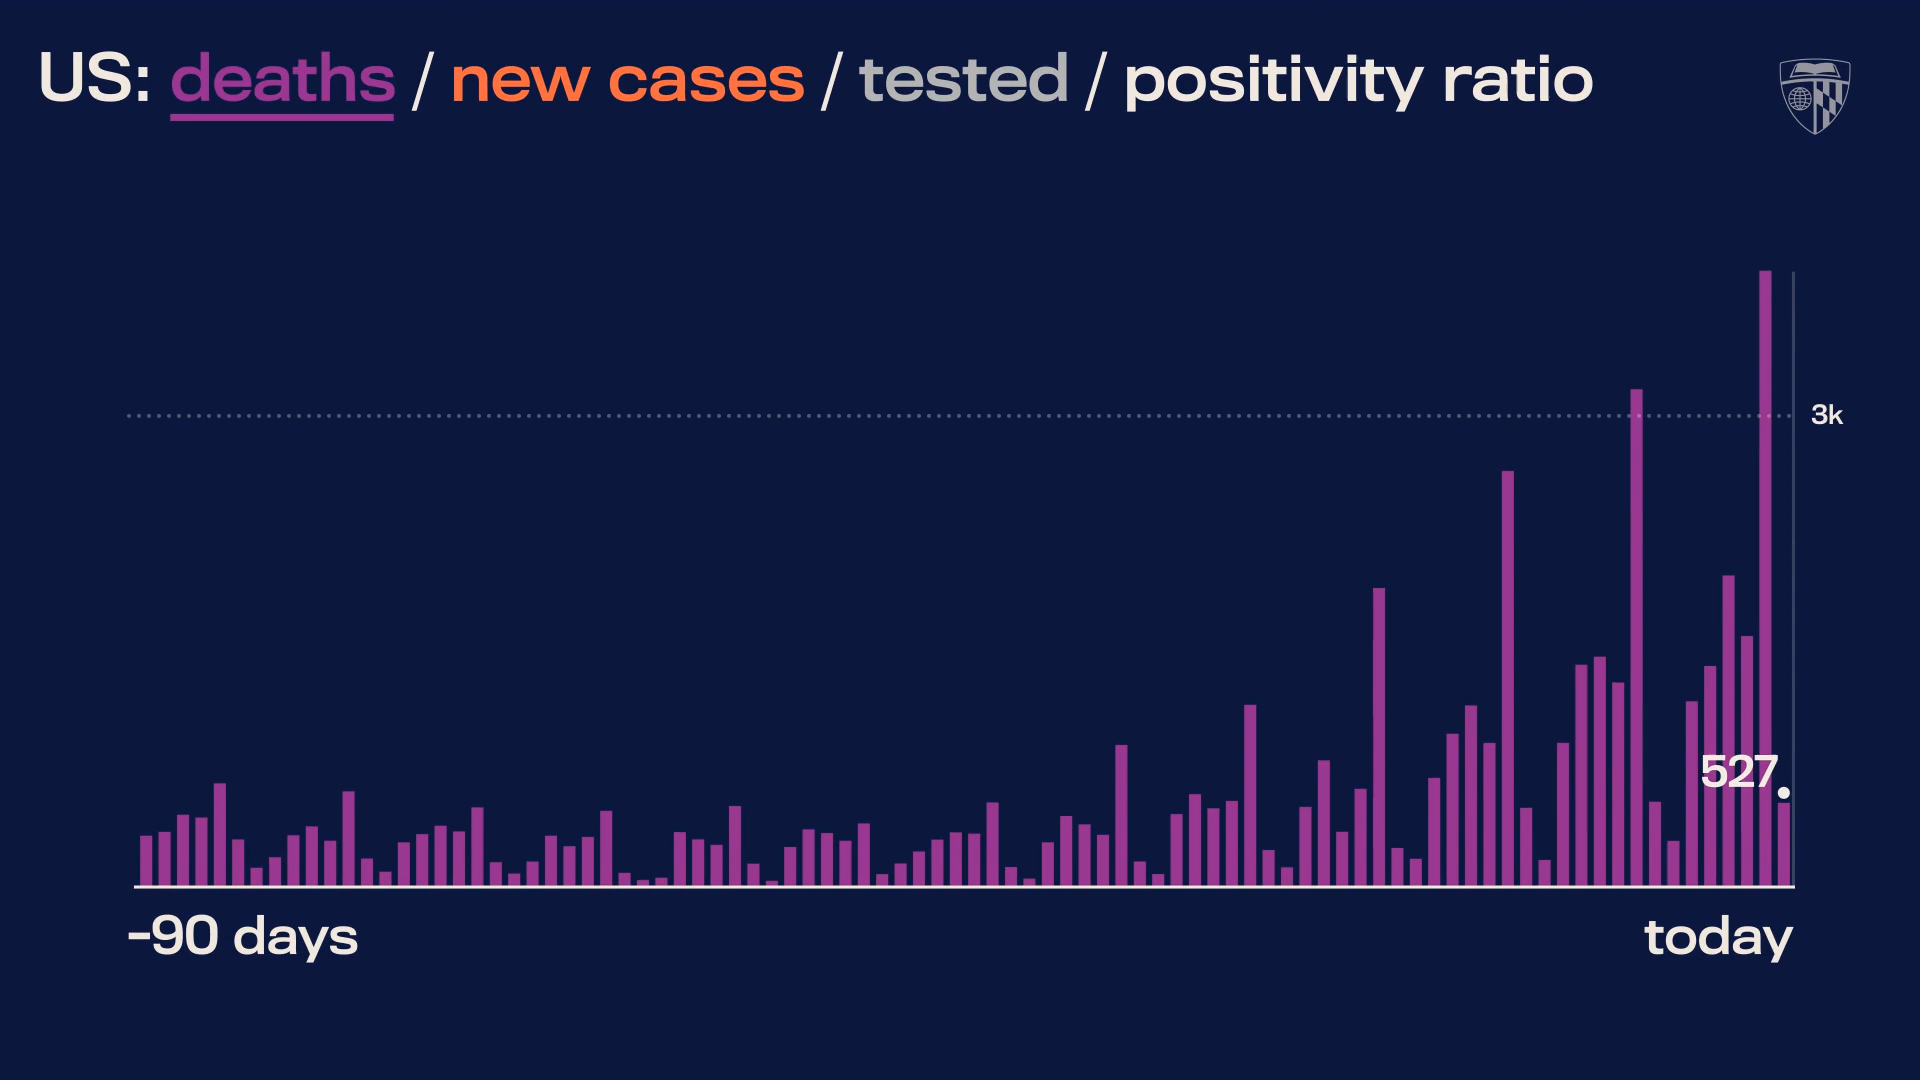 US: deaths / new cases / tested / positivity ratio
3k
527
-90 days
today